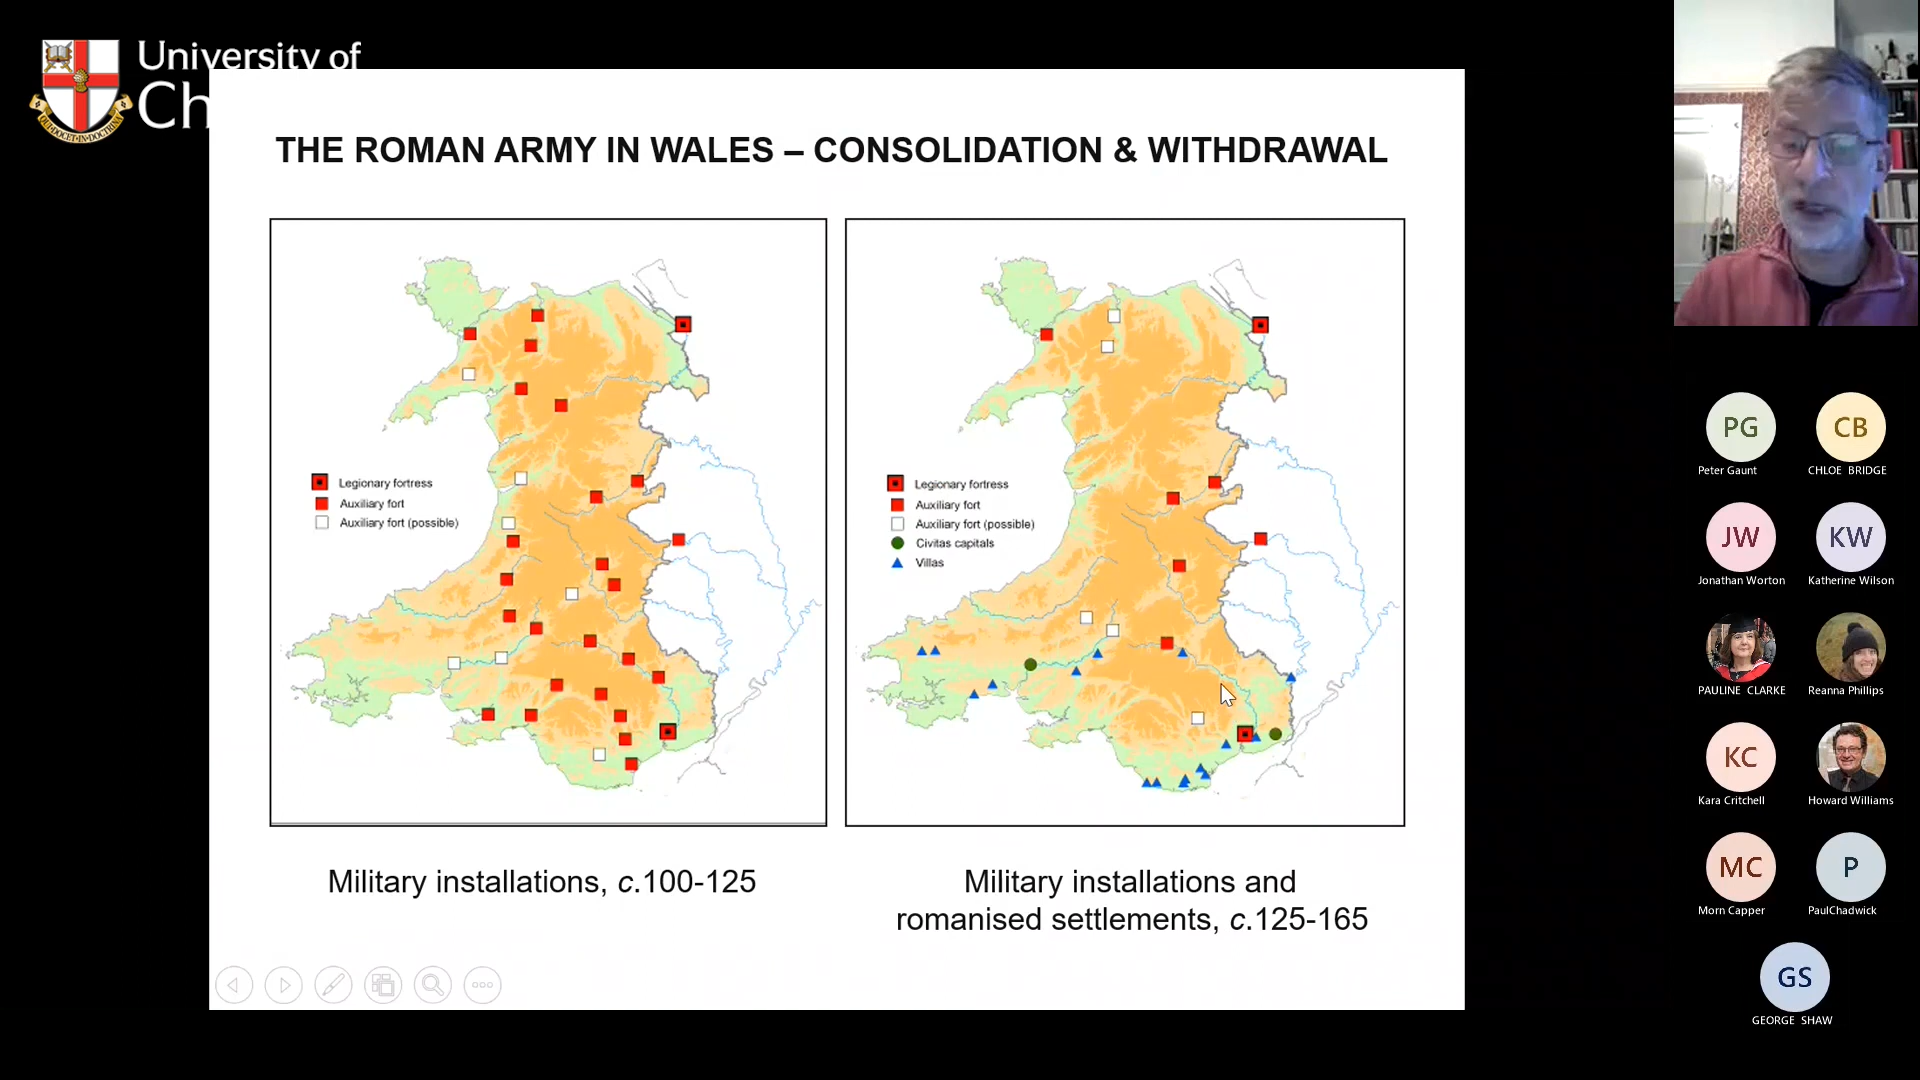 University of
Ch
THE ROMAN ARMY IN WALES – CONSOLIDATION & WITHDRAWAL
Legionary fortress
Auxiliary fort
Auxiliary fort (possible)
Legionary fortress
Auxiliary fort
Auxiliary fort (possible)
Civitas capitals
Villas
Military installations, c.100-125
Military installations and
romanised settlements, c.125-165
PG
Peter Gaunt
CB
CHLOE BRIDGE
JW
Jonathan Worton
KW
Katherine Wilson
PAULINE CLARKE
Reanna Phillips
KC
Kara Critchell
Howard Williams
MC
Morn Capper
P
PaulChadwick
GS
GEORGE SHAW